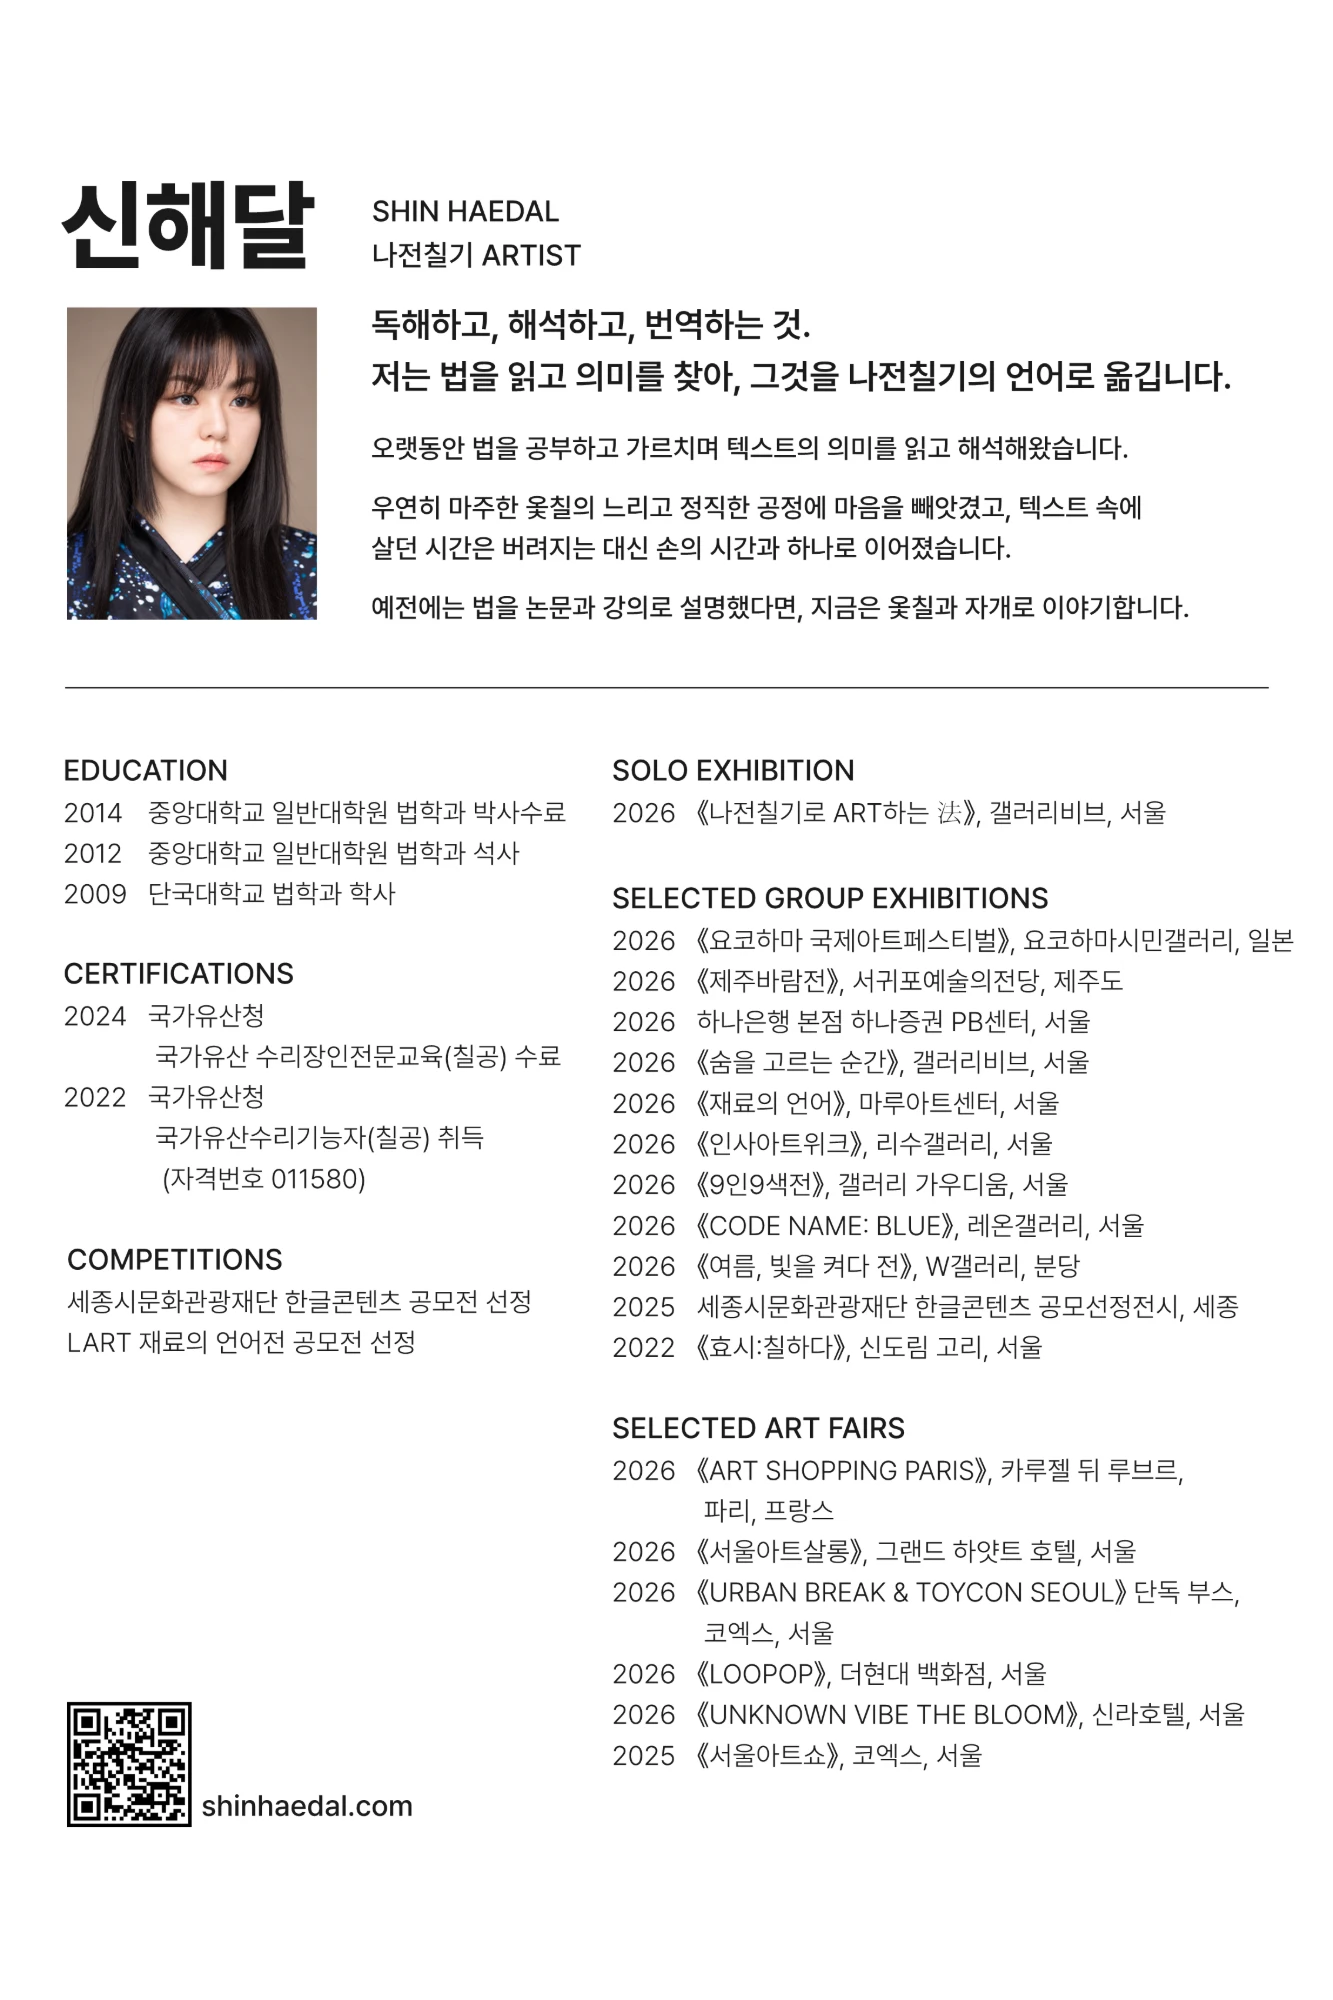 신해달
SHIN HAEDAL
나전칠기 ARTIST
독해하고, 해석하고, 번역하는 것.
저는 법을 읽고 의미를 찾아, 그것을 나전칠기의 언어로 옮깁니다.
오랫동안 법을 공부하고 가르치며 텍스트의 의미를 읽고 해석해왔습니다.
우연히 마주한 옻칠의 느리고 정직한 공정에 마음을 빼앗겼고, 텍스트 속에
살던 시간은 버려지는 대신 손의 시간과 하나로 이어졌습니다.
예전에는 법을 논문과 강의로 설명했다면, 지금은 옻칠과 자개로 이야기합니다.
EDUCATION
2014 중앙대학교 일반대학원 법학과 박사수료
2012 중앙대학교 일반대학원 법학과 석사
2009 단국대학교 법학과 학사
CERTIFICATIONS
2024 국가유산청
국가유산 수리장인전문교육(칠공) 수료
2022 국가유산청
국가유산수리기능자(칠공) 취득
(자격번호 011580)
COMPETITIONS
세종시문화관광재단 한글콘텐츠 공모전 선정
LART 재료의 언어전 공모전 선정
shinhaedal.com
SOLO EXHIBITION
2026 《나전칠기로 ART하는 法》, 갤러리비브, 서울
SELECTED GROUP EXHIBITIONS
2026 《요코하마 국제아트페스티벌》, 요코하마시민갤러리, 일본
2026 《제주바람전》, 서귀포예술의전당, 제주도
2026 하나은행 본점 하나증권 PB센터, 서울
2026 《숨을 고르는 순간》, 갤러리비브, 서울
2026 《재료의 언어》, 마루아트센터, 서울
2026 《인사아트위크》, 리수갤러리, 서울
2026 《9인9색전》, 갤러리 가우디움, 서울
2026 《CODE NAME: BLUE》, 레온갤러리, 서울
2026 《여름, 빛을 켜다 전》, W갤러리, 분당
2025 세종시문화관광재단 한글콘텐츠 공모선정전시, 세종
2022 《효시:칠하다》, 신도림 고리, 서울
SELECTED ART FAIRS
2026 《ART SHOPPING PARIS》, 카루젤 뒤 루브르,
파리, 프랑스
2026 《서울아트살롱》, 그랜드 하얏트 호텔, 서울
2026 《URBAN BREAK & TOYCON SEOUL》 단독 부스,
코엑스, 서울
2026 《LOOPOP》, 더현대 백화점, 서울
2026 《UNKNOWN VIBE THE BLOOM》, 신라호텔, 서울
2025 《서울아트쇼》, 코엑스, 서울